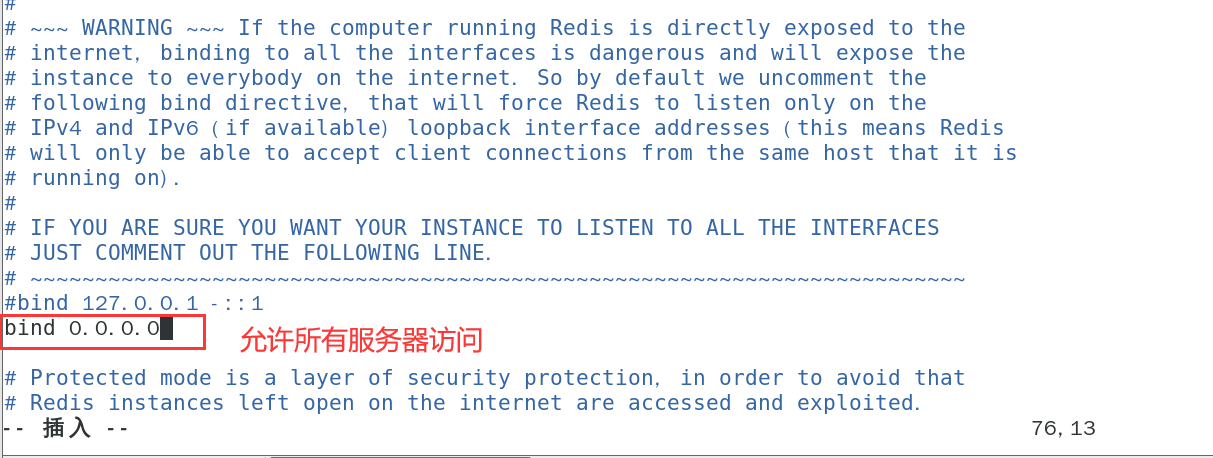 #
# ~~~ WARNING ~~~ If the computer running Redis is directly exposed to the
# internet, binding to all the interfaces is dangerous and will expose the
# instance to everybody on the internet. So by default we uncomment the
# following bind directive, that will force Redis to listen only on the
# IPv4 and IPv6 (if available) loopback interface addresses (this means Redis
# will only be able to accept client connections from the same host that it is
# running on).
#
# IF YOU ARE SURE YOU WANT YOUR INSTANCE TO LISTEN TO ALL THE INTERFACES
# JUST COMMENT OUT THE FOLLOWING LINE.
# ~~~~~~~~~~~~~~~~~~~~~~~~~~~~~~~~~~~~~~~~~~~~~~~~~~~~~~~~~~~~~~~~~~~~~~~~
#bind 127.0.0.1 -::1
bind 0.0.0.0 允许所有服务器访问
# Protected mode is a layer of security protection, in order to avoid that
# Redis instances left open on the internet are accessed and exploited.
-- 插入 -- 76,13